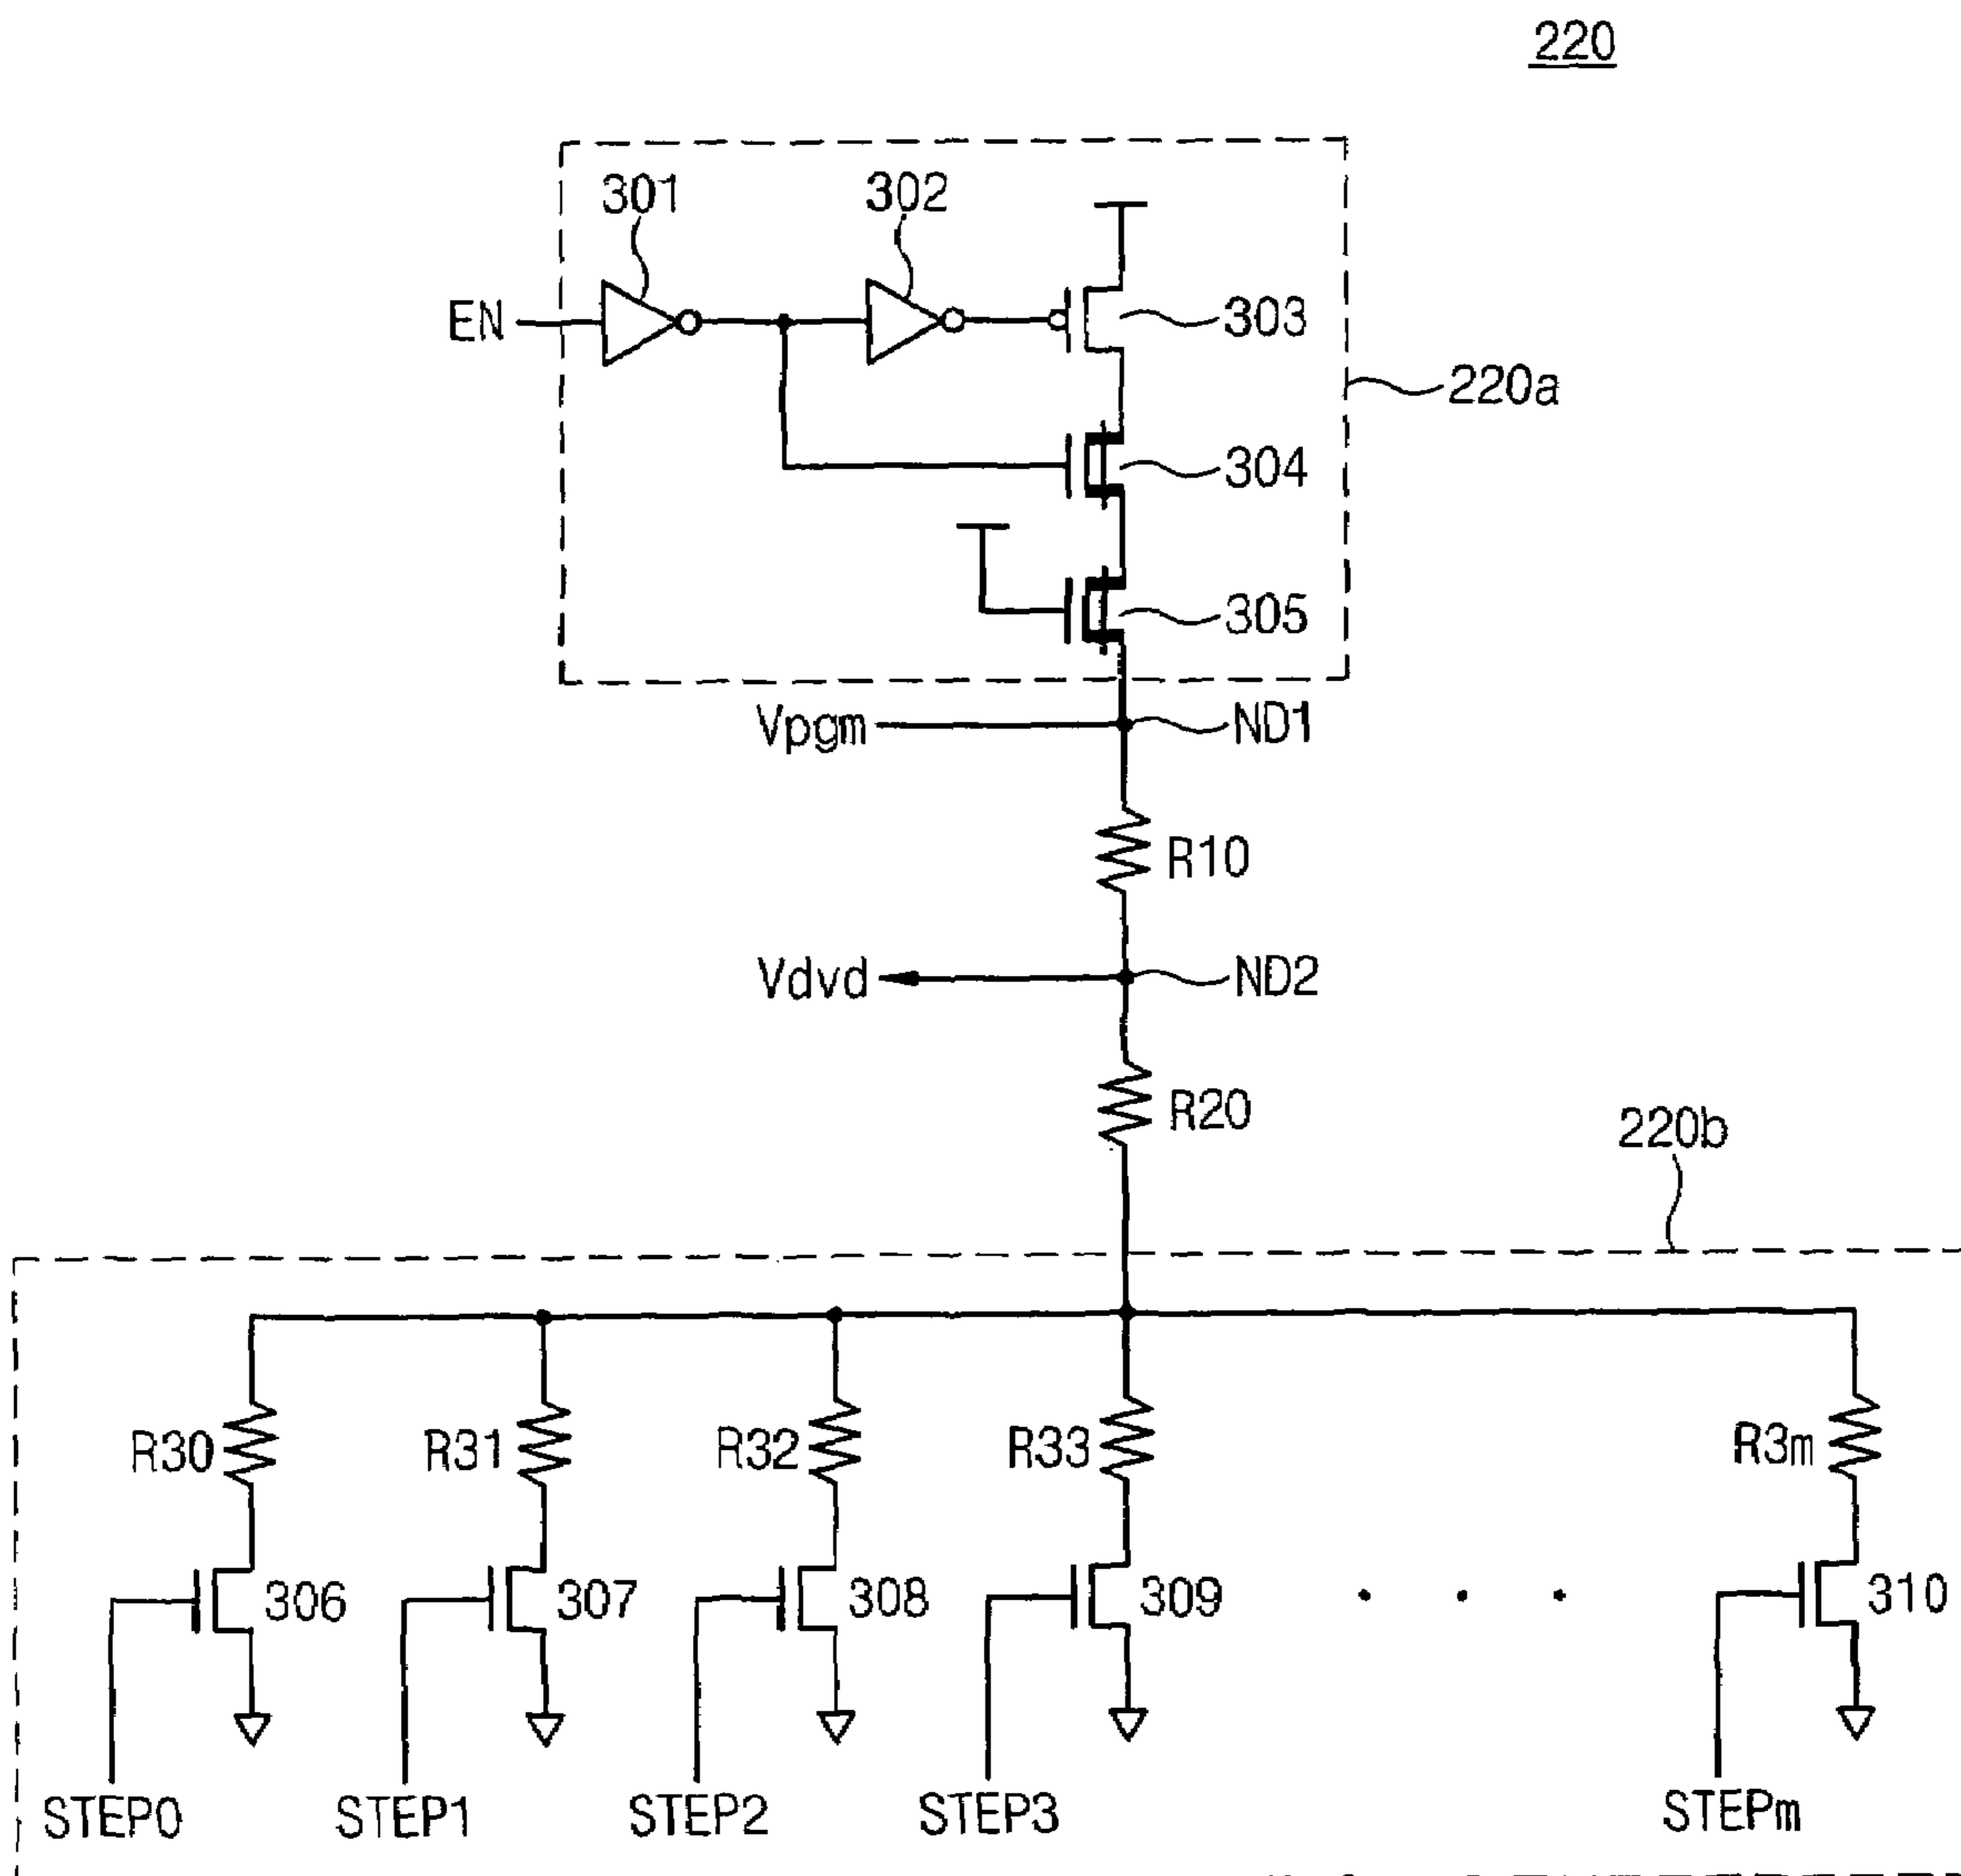 220
301
302
EN
303
220a
304
305
Vpgm
ND1
R10
Vdvd
ND2
R20
220b
R30
R31
R32
R33
R3m
306
307
308
309
. . .
310
STEP0
STEP1
STEP2
STEP3
STEPm